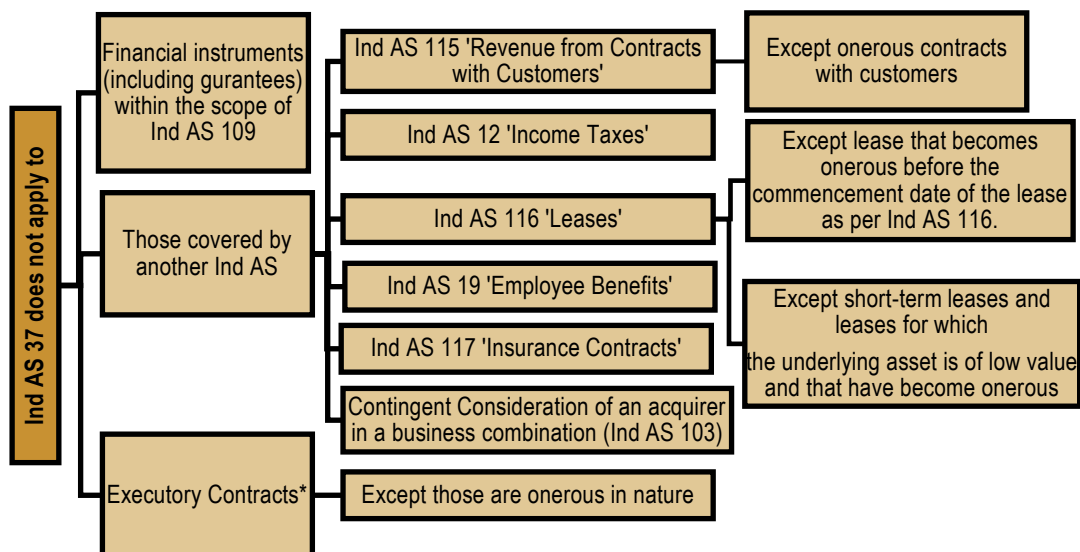 Ind AS 37 does not apply to
Financial instruments
(including gurantees)
within the scope of
Ind AS 109
Those covered by
another Ind AS
Ind AS 115 'Revenue from Contracts
with Customers'
Except onerous contracts
with customers
Ind AS 12 'Income Taxes'
Ind AS 116 'Leases'
Except lease that becomes
onerous before the
commencement date of the lease
as per Ind AS 116.
Except short-term leases and
leases for which
the underlying asset is of low value
and that have become onerous
Ind AS 19 'Employee Benefits'
Ind AS 117 'Insurance Contracts'
Contingent Consideration of an acquirer
in a business combination (Ind AS 103)
Executory Contracts*
Except those are onerous in nature